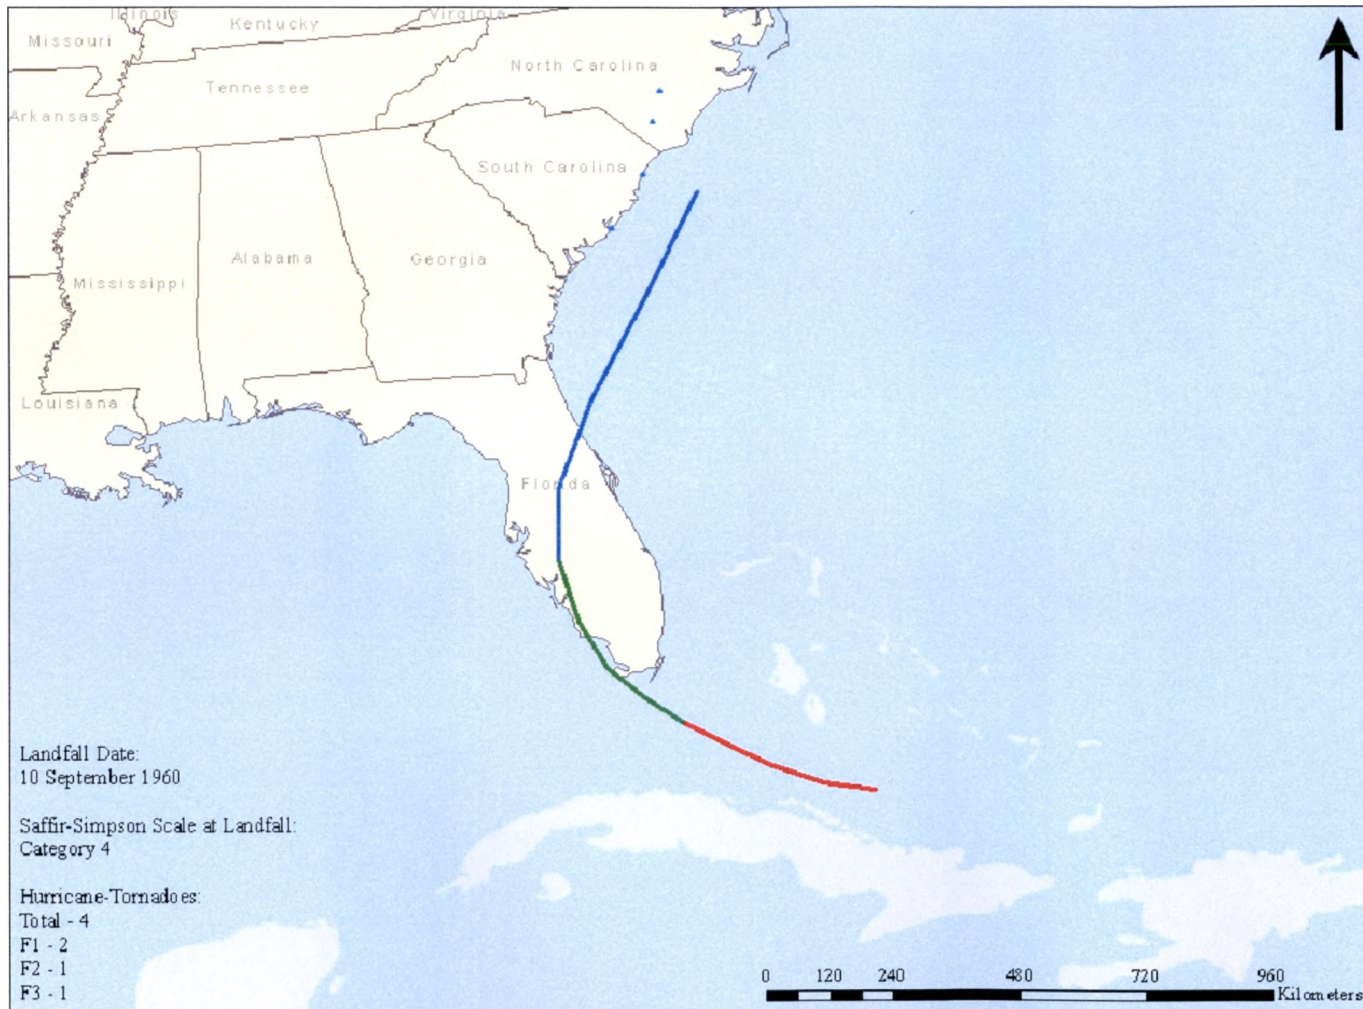 Illinois
Virginia
Kentucky
Missouri
North Carolina
Tennessee
Arkansas
South Carolina
Alabama
Georgia
Mississippi
Louisiana
Florida
Landfall Date:
10 September 1960
Saffir-Simpson Scale at Landfall:
Category 4
Hurricane-Tornadoes:
Total - 4
F1 - 2
F2 - 1
F3 - 1
0 120 240 480 720 960
Kilometers